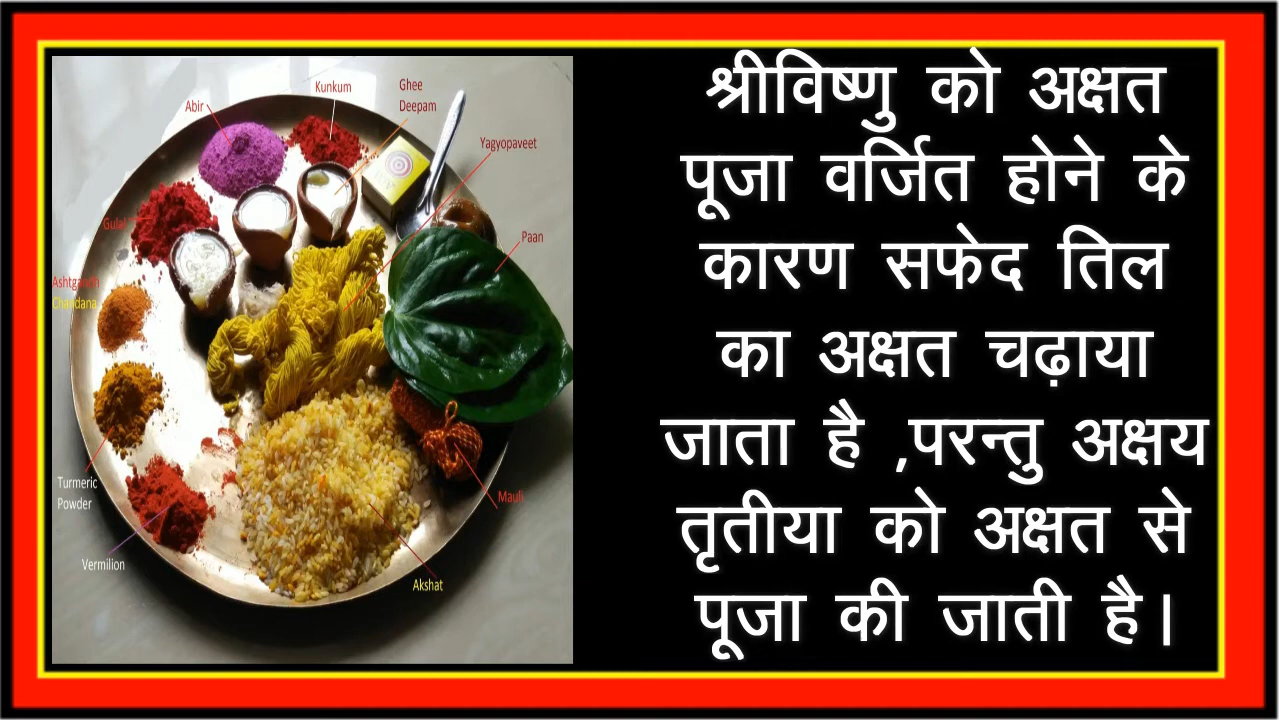 Abir
Kunkum
Ghee
Deepam
Yagyopaveet
Gulal
Paan
Ashtgandh
Chandana
Turmeric
Powder
Mauli
Vermilion
Akshat
श्रीविष्णु को अक्षत
पूजा वर्जित होने के
कारण सफेद तिल
का अक्षत चढ़ाया
जाता है ,परन्तु अक्षय
तृतीया को अक्षत से
पूजा की जाती है।